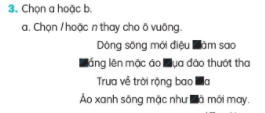 3. Chọn a hoặc b.
a. Chọn l hoặc n thay cho ô vuông.
Dòng sông mới điệu ■àm sao
■ắng lên mặc áo ■ụa đào thướt tha
Trưa về trời rộng bao ■a
Áo xanh sông mặc như ■à mới may.